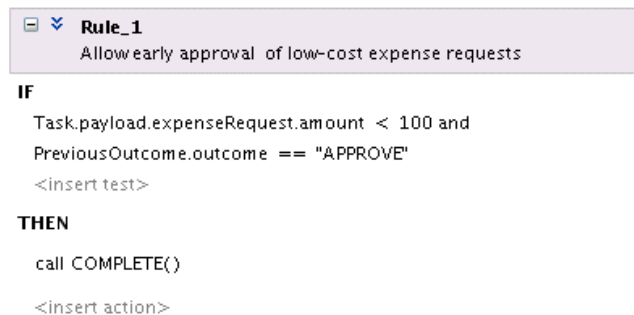 Rule_1
Allow early approval of low-cost expense requests
IF
Task.payload.expenseRequest.amount < 100 and
PreviousOutcome.outcome == "APPROVE"
<insert test>
THEN
call COMPLETE()
<insert action>